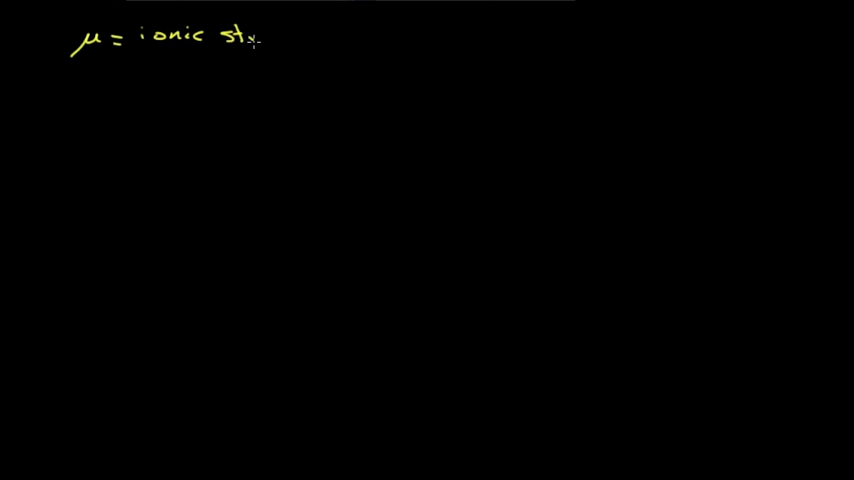 μ = ionic st